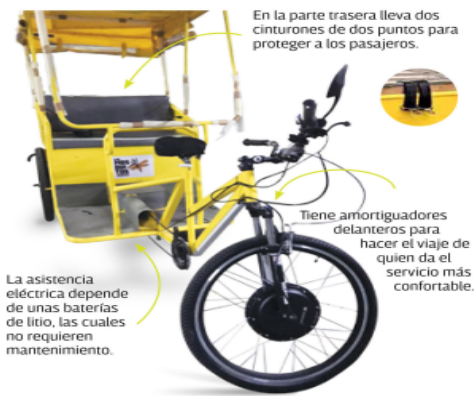 En la parte trasera lleva dos
cinturones de dos puntos para
proteger a los pasajeros.
Tiene amortiguadores
delanteros para
hacer el viaje de
quien da el
servicio más
confortable.
La asistencia
eléctrica depende
de unas baterías
de litio, las cuales
no requieren
mantenimiento.